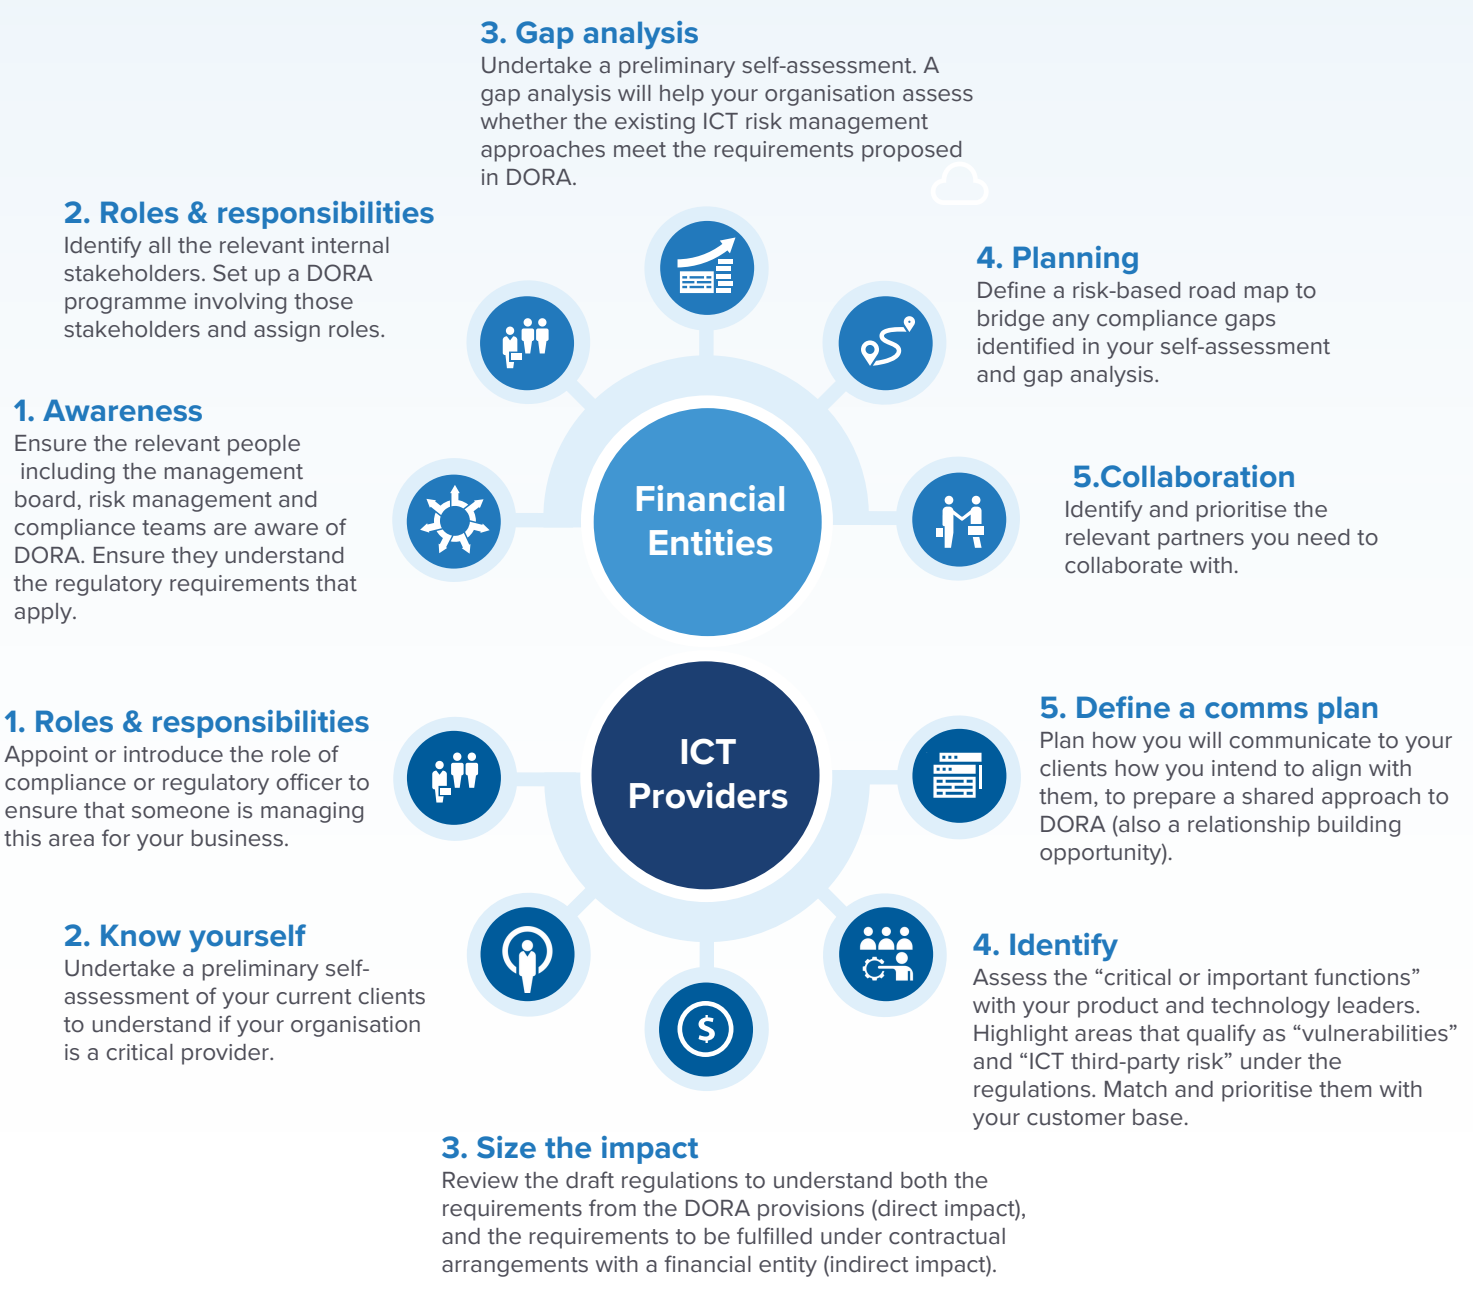 3. Gap analysis
Undertake a preliminary self-assessment. A
gap analysis will help your organisation assess
whether the existing ICT risk management
approaches meet the requirements proposed
in DORA.
2. Roles & responsibilities
Identify all the relevant internal
stakeholders. Set up a DORA
programme involving those
stakeholders and assign roles.
4. Planning
Define a risk-based road map to
bridge any compliance gaps
identified in your self-assessment
and gap analysis.
1. Awareness
Ensure the relevant people
including the management
board, risk management and
compliance teams are aware of
DORA. Ensure they understand
the regulatory requirements that
apply.
Financial
Entities
5.Collaboration
Identify and prioritise the
relevant partners you need to
collaborate with.
1. Roles & responsibilities
Appoint or introduce the role of
compliance or regulatory officer to
ensure that someone is managing
this area for your business.
ICT
Providers
5. Define a comms plan
Plan how you will communicate to your
clients how you intend to align with
them, to prepare a shared approach to
DORA (also a relationship building
opportunity).
2. Know yourself
Undertake a preliminary self-
assessment of your current clients
to understand if your organisation
is a critical provider.
$
4. Identify
Assess the “critical or important functions”
with your product and technology leaders.
Highlight areas that qualify as “vulnerabilities”
and “ICT third-party risk” under the
regulations. Match and prioritise them with
your customer base.
3. Size the impact
Review the draft regulations to understand both the
requirements from the DORA provisions (direct impact),
and the requirements to be fulfilled under contractual
arrangements with a financial entity (indirect impact).